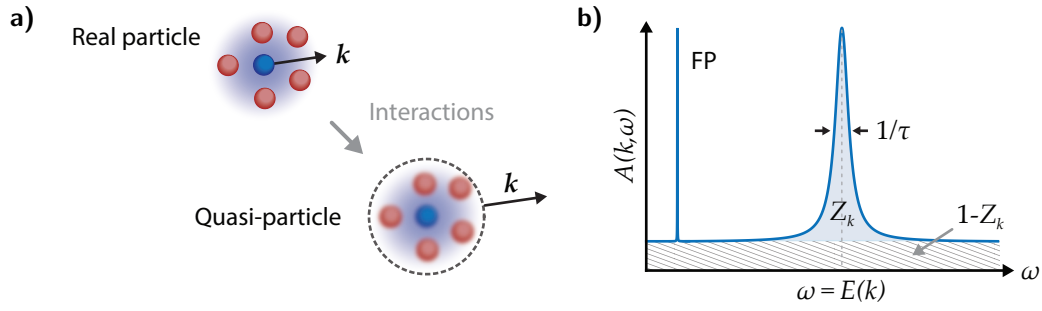 a)
Real particle
k
Interactions
Quasi-particle
k
b)
FP
A(k,ω)
1/τ
Z_k
1-Z_k
ω
ω = E(k)